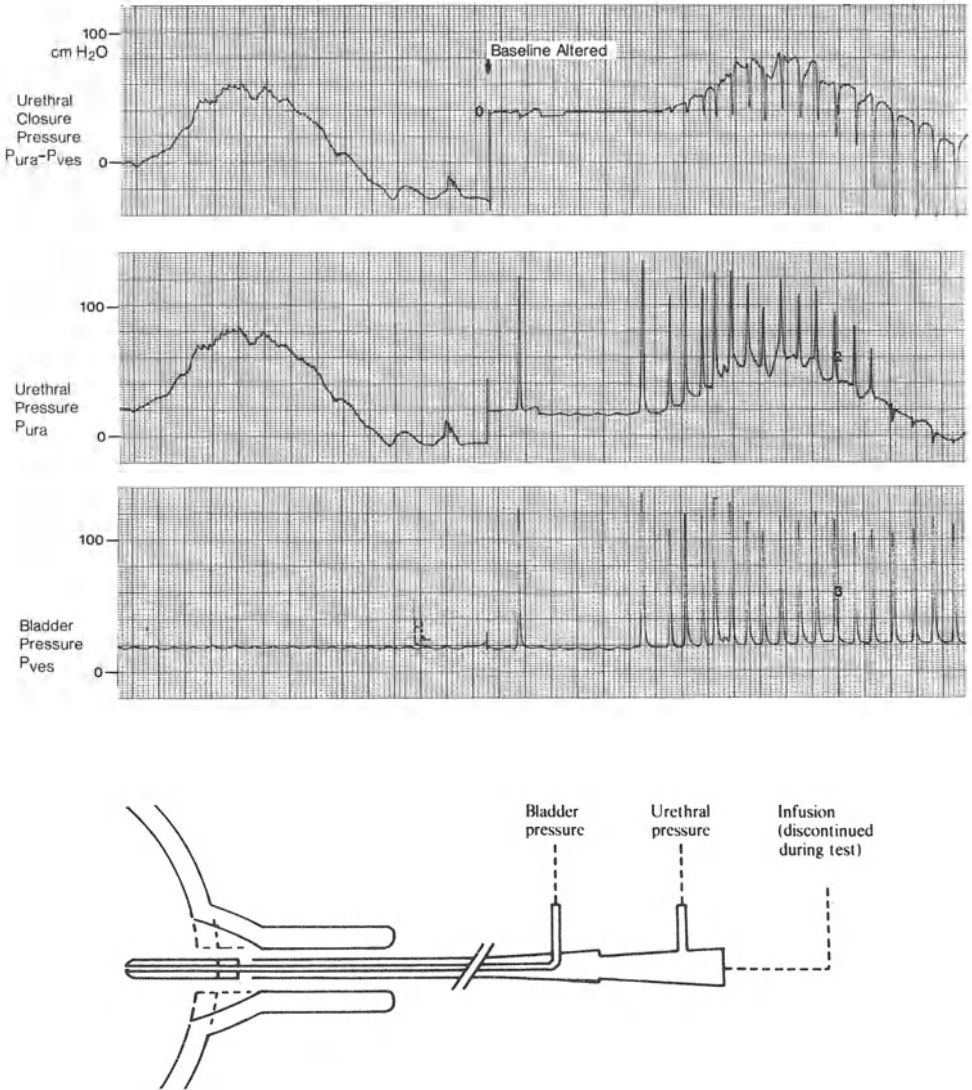 100
cm H2O
Baseline Altered
Urethral
Closure
Pressure
Pura-Pves
0
0
100
2
Urethral
Pressure
Pura
0
100
3
Bladder
Pressure
Pves
0
Bladder
pressure
Urethral
pressure
Infusion
(discontinued
during test)